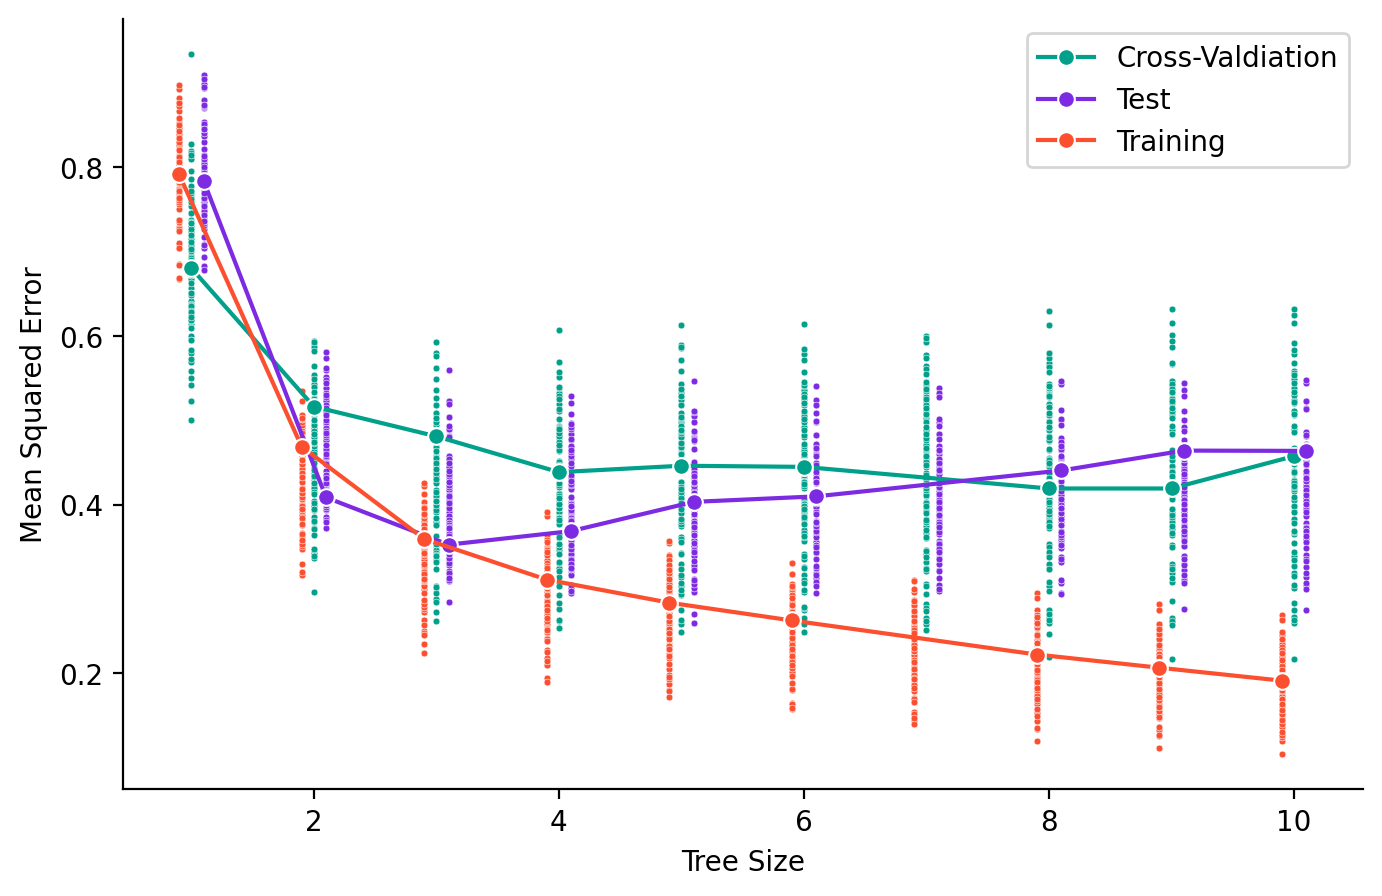 Cross-Valdiation
Test
Training
0.8
0.6
0.4
0.2
Mean Squared Error
2 4 6 8 10
Tree Size